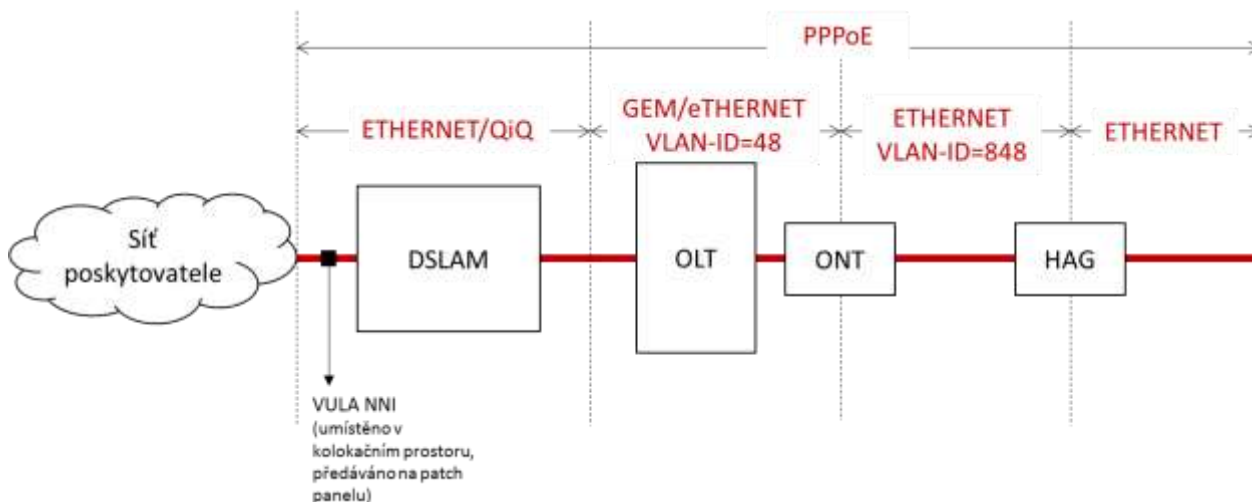 PPPoE
GEM/eTHERNET
VLAN-ID=48
ETHERNET/QiQ
ETHERNET
VLAN-ID=848
ETHERNET
Síť
poskytovatele
DSLAM
OLT
ONT
HAG
VULA NNI
(umístěno v
kolokačním prostoru,
předáváno na patch
panelu)